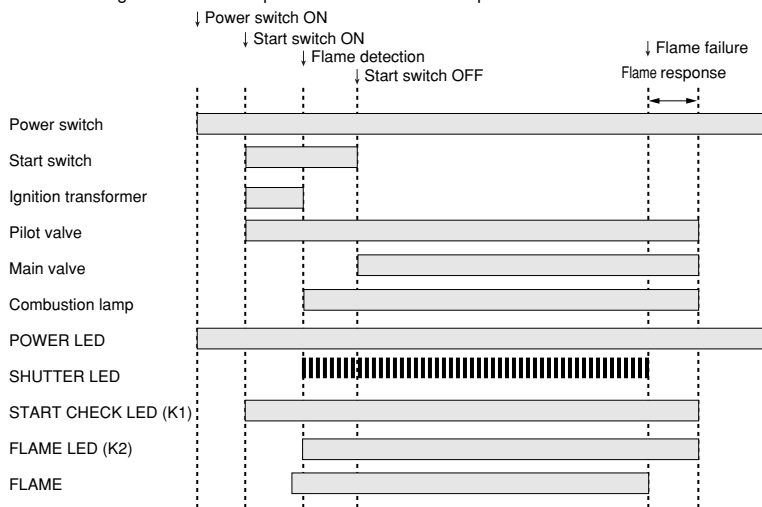 ↓ Power switch ON
↓ Start switch ON
↓ Flame detection
↓ Start switch OFF
↓ Flame failure
Flame response
Power switch
Start switch
Ignition transformer
Pilot valve
Main valve
Combustion lamp
POWER LED
SHUTTER LED
START CHECK LED (K1)
FLAME LED (K2)
FLAME